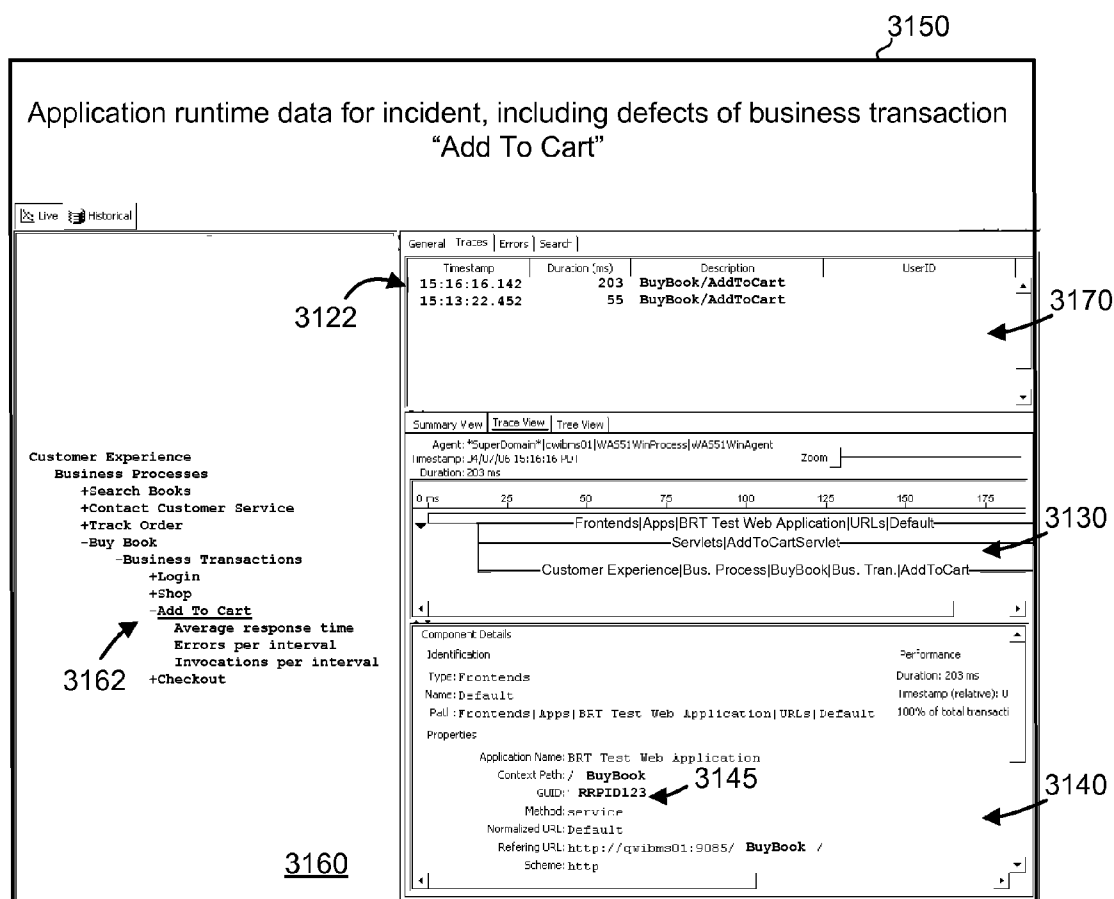 3150
Application runtime data for incident, including defects of business transaction
“Add To Cart”
Live Historical
General Traces Errors Search
Timestamp Duration (ms) Description UserID
15:16:16.142 203 BuyBook/AddToCart
15:13:22.452 55 BuyBook/AddToCart
3122
3170
Summary View Trace View Tree View
Agent: *SuperDomain*|cwibms01|WAS51WinProcess|WAS51WinAgent
Timestamp: 04/07/06 15:16:16 PDT Zoom
Duration: 203 ms
0 ms 25 50 75 100 125 150 175
Frontends|Apps|BRT Test Web Application|URLs|Default
Servlets|AddToCartServlet
Customer Experience|Bus. Process|BuyBook|Bus. Tran.|AddToCart
3130
Customer Experience
Business Processes
+Search Books
+Contact Customer Service
+Track Order
-Buy Book
-Business Transactions
+Login
+Shop
-Add To Cart
Average response time
Errors per interval
Invocations per interval
+Checkout
3162
3160
Component Details
Identification Performance
Type: Frontends Duration: 203 ms
Name: Default Timestamp (relative):
Path: Frontends|Apps|BRT Test Web Application|URLs|Default 100% of total transacti
Properties
Application Name: BRT Test Web Application
Context Path: / BuyBook
GUID: RRPID123
3145
Method: service
Normalized URL: Default
Refering URL: http://qwibms01:9085/ BuyBook /
Scheme: http
3140